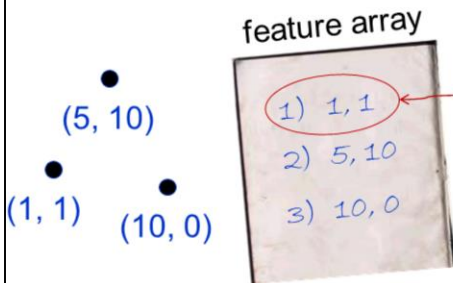 feature array
(5, 10)
(1, 1)
(10, 0)
1) 1, 1
2) 5, 10
3) 10, 0